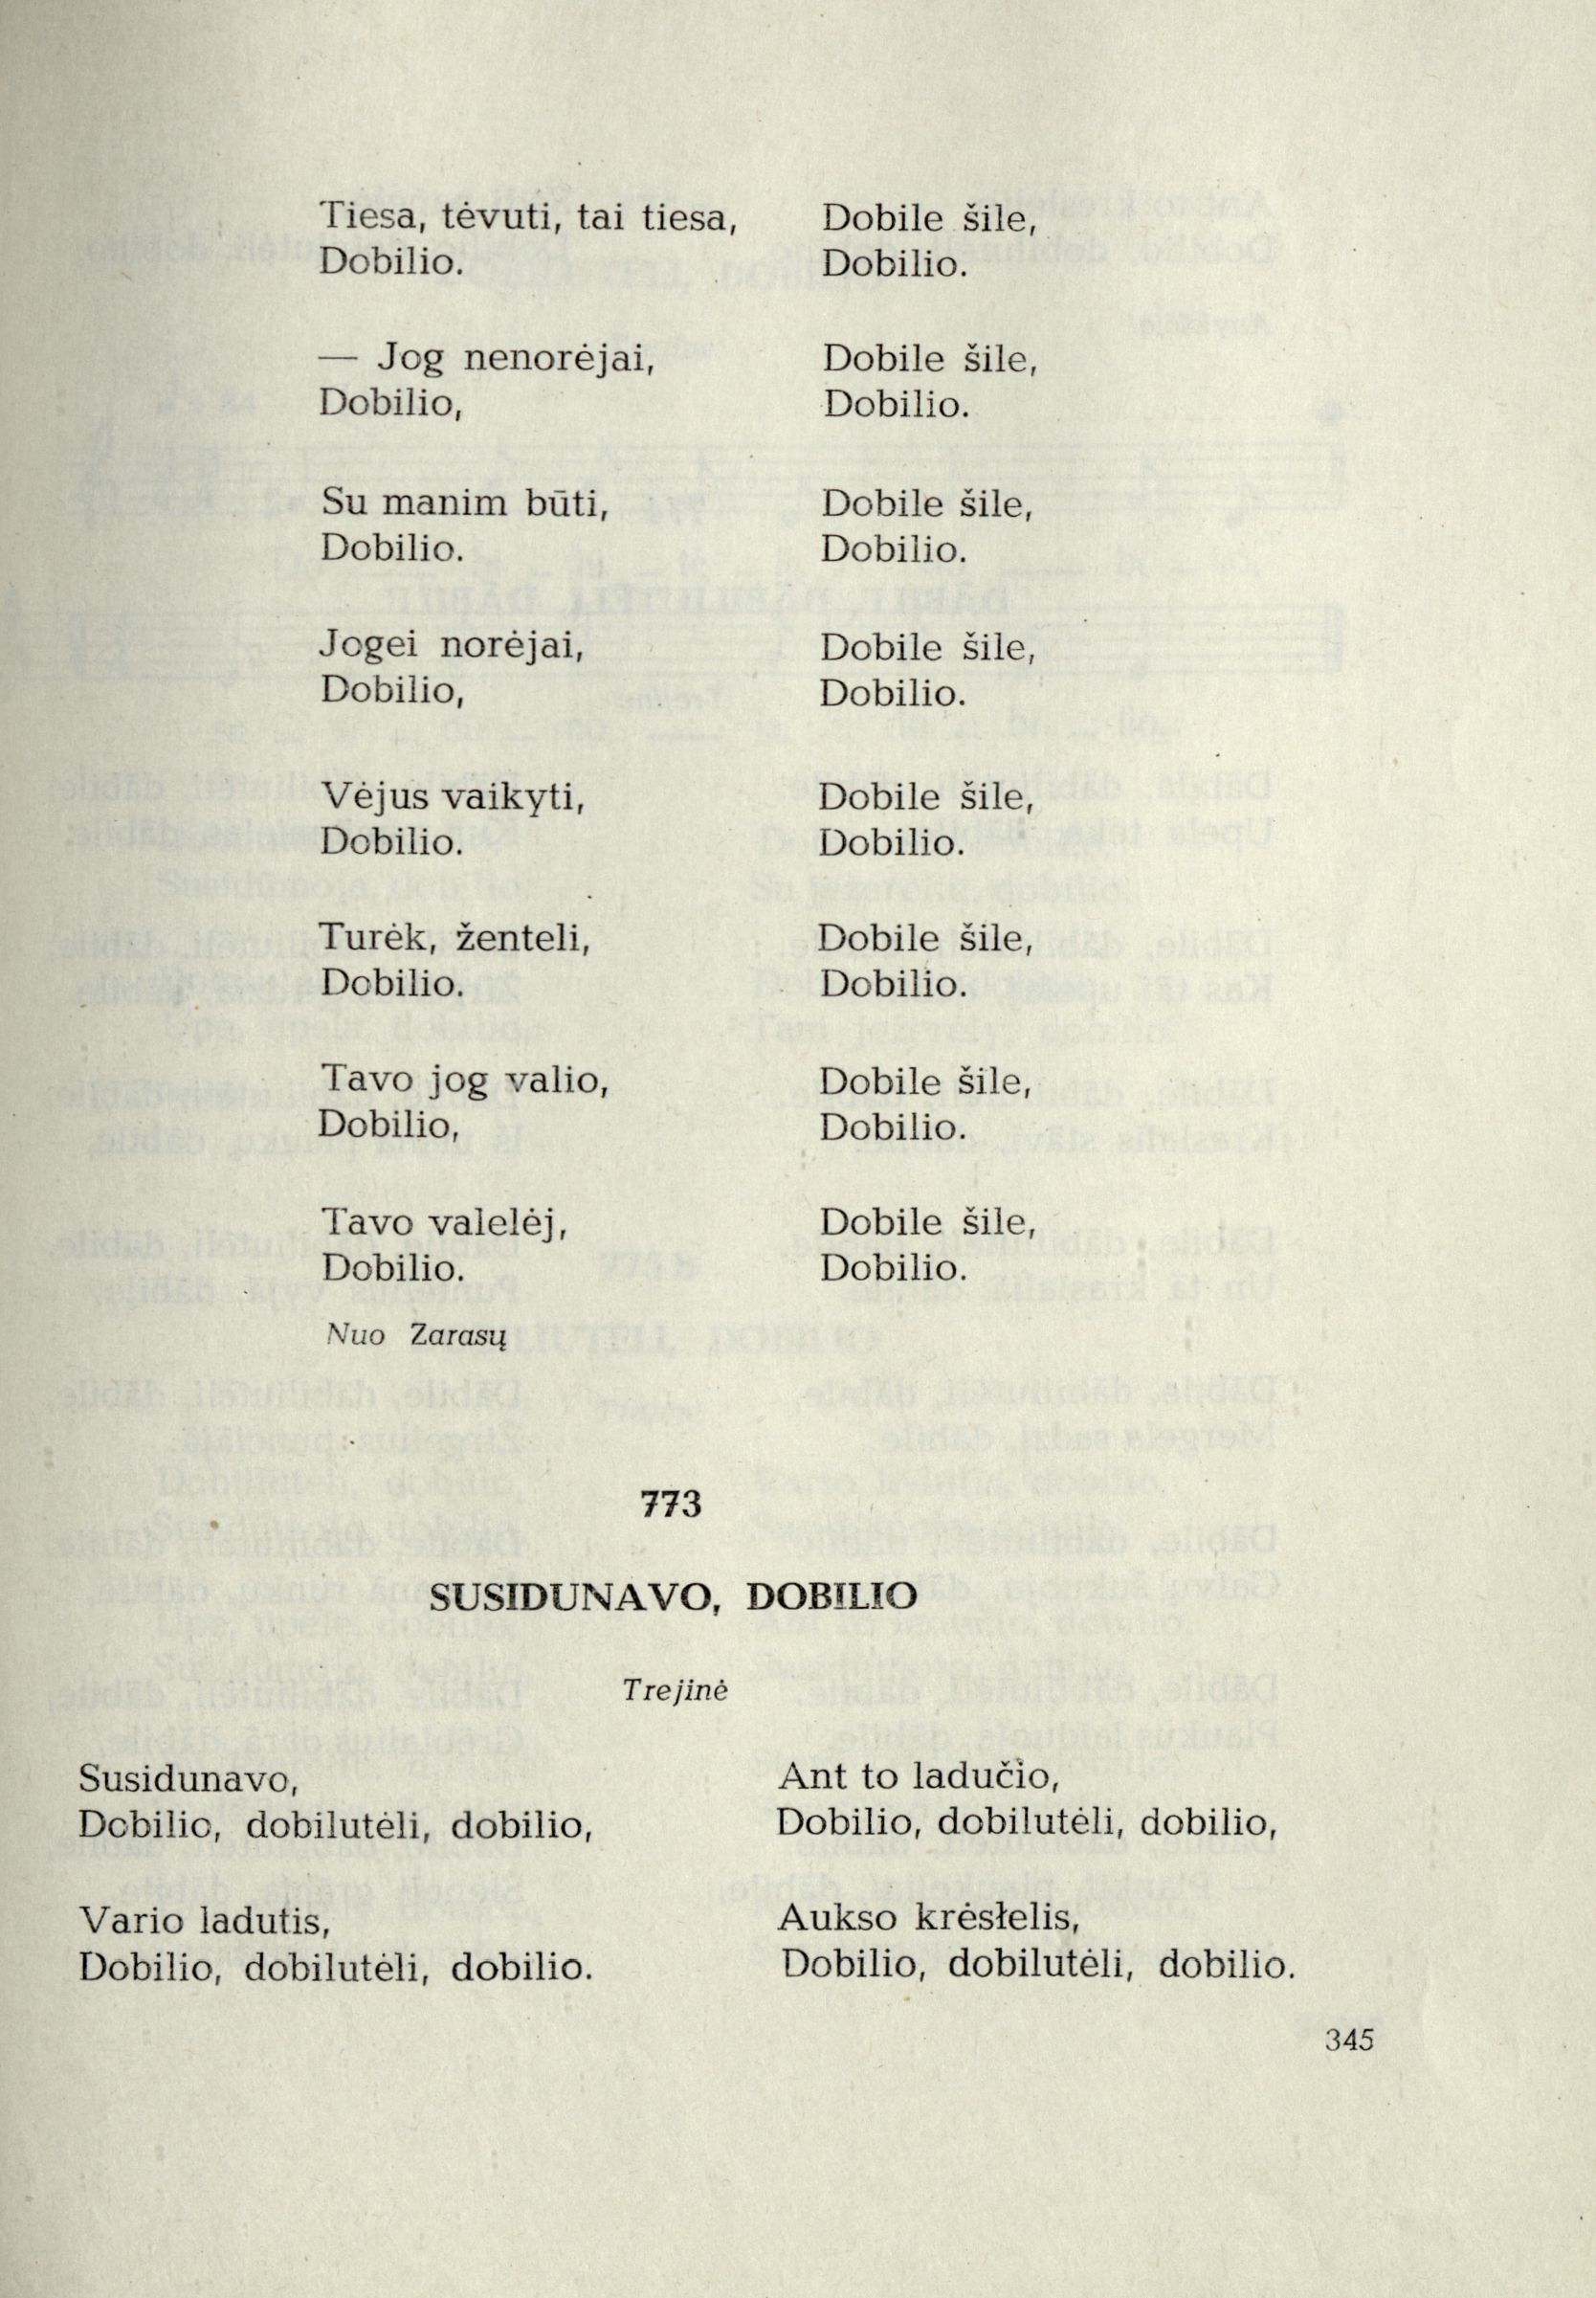 Tiesa, tėvuti, tai tiesa,
Dobilio.
— Jog nenorėjai,
Dobilio,
Su manim būti,
Dobilio.
Jogei norėjai,
Dobilio,
Vėjus vaikyti,
Dobilio.
Turėk, ženteli,
Dobilio.
Tavo jog valio,
Dobilio,
Tavo valelėj,
Dobilio.
Dobile šile,
Dobilio.
Dobile šile,
Dobilio.
Dobile šile,
Dobilio.
Dobile šile,
Dobilio.
Dobile šile,
Dobilio.
Dobile šile,
Dobilio.
Dobile šile,
Dobilio.
Dobile šile,
Dobilio.
Nuo Zarasų
773
SUSIDUNAVO, DOBILIO
Trejinė
Susidunavo,
Dobilio, dobilutėli, dobilio,
Vario ladutis,
Dobilio, dobilutėli, dobilio.
Ant to ladučio,
Dobilio, dobilutėli, dobilio,
Aukso krėstelis,
Dobilio, dobilutėli, dobilio.
345